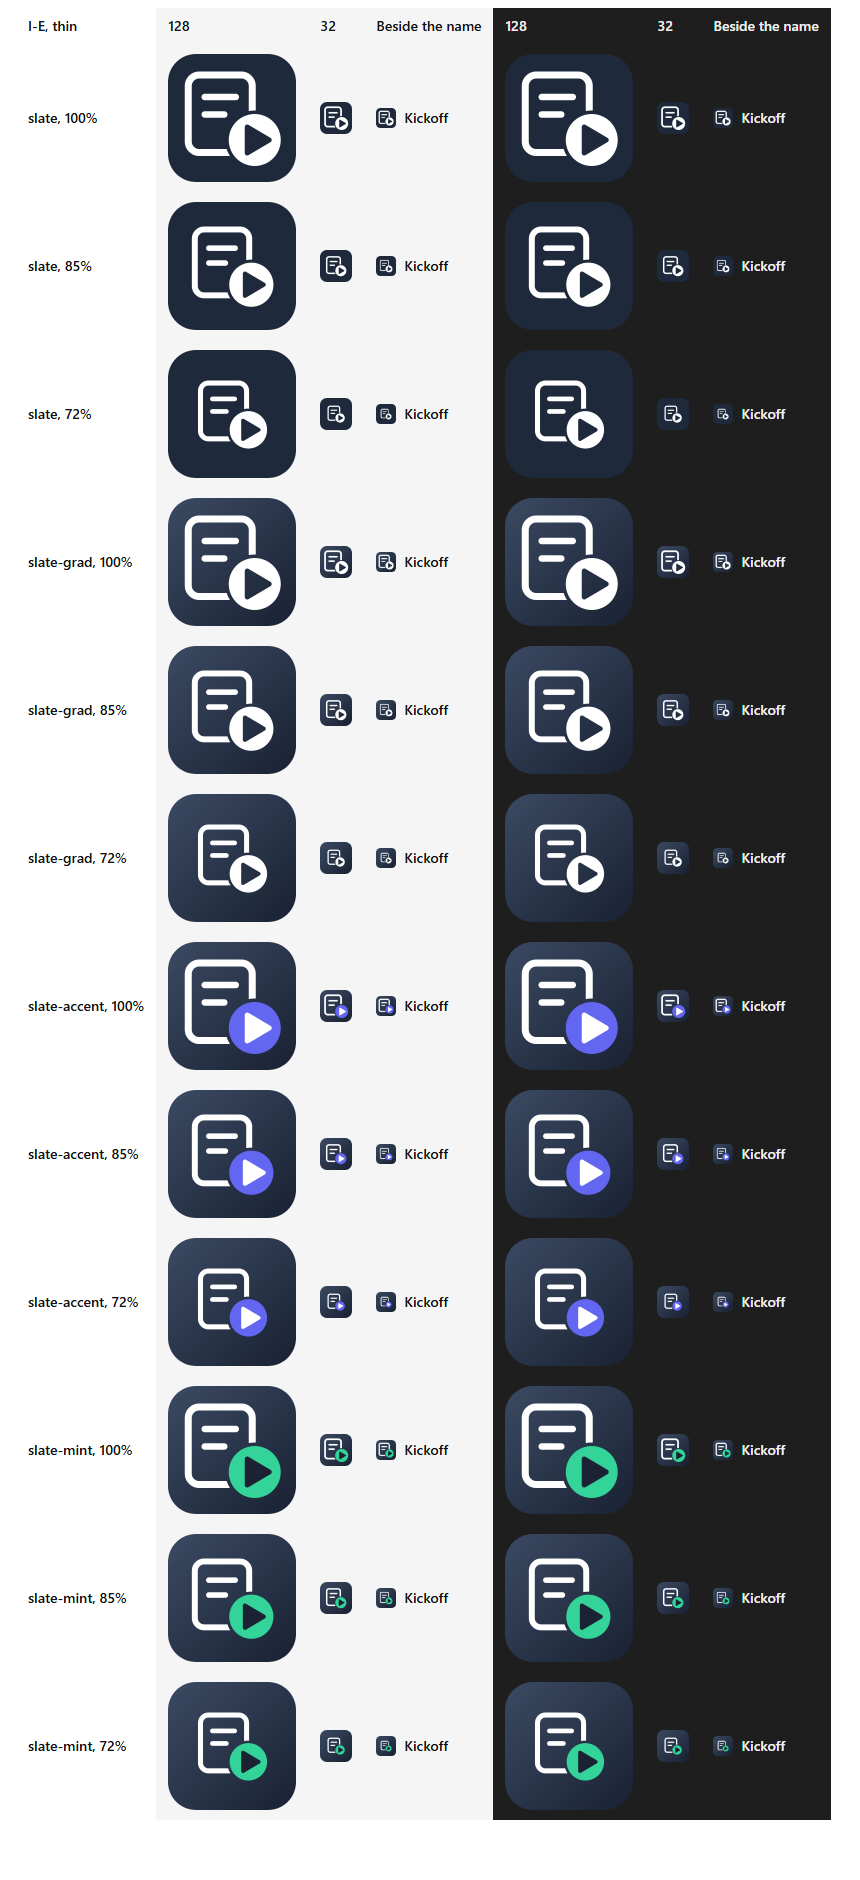 I-E, thin 128 32 Beside the name 128 32 Beside the name
slate, 100% Kickoff Kickoff
slate, 85% Kickoff Kickoff
slate, 72% Kickoff Kickoff
slate-grad, 100% Kickoff Kickoff
slate-grad, 85% Kickoff Kickoff
slate-grad, 72% Kickoff Kickoff
slate-accent, 100% Kickoff Kickoff
slate-accent, 85% Kickoff Kickoff
slate-accent, 72% Kickoff Kickoff
slate-mint, 100% Kickoff Kickoff
slate-mint, 85% Kickoff Kickoff
slate-mint, 72% Kickoff Kickoff